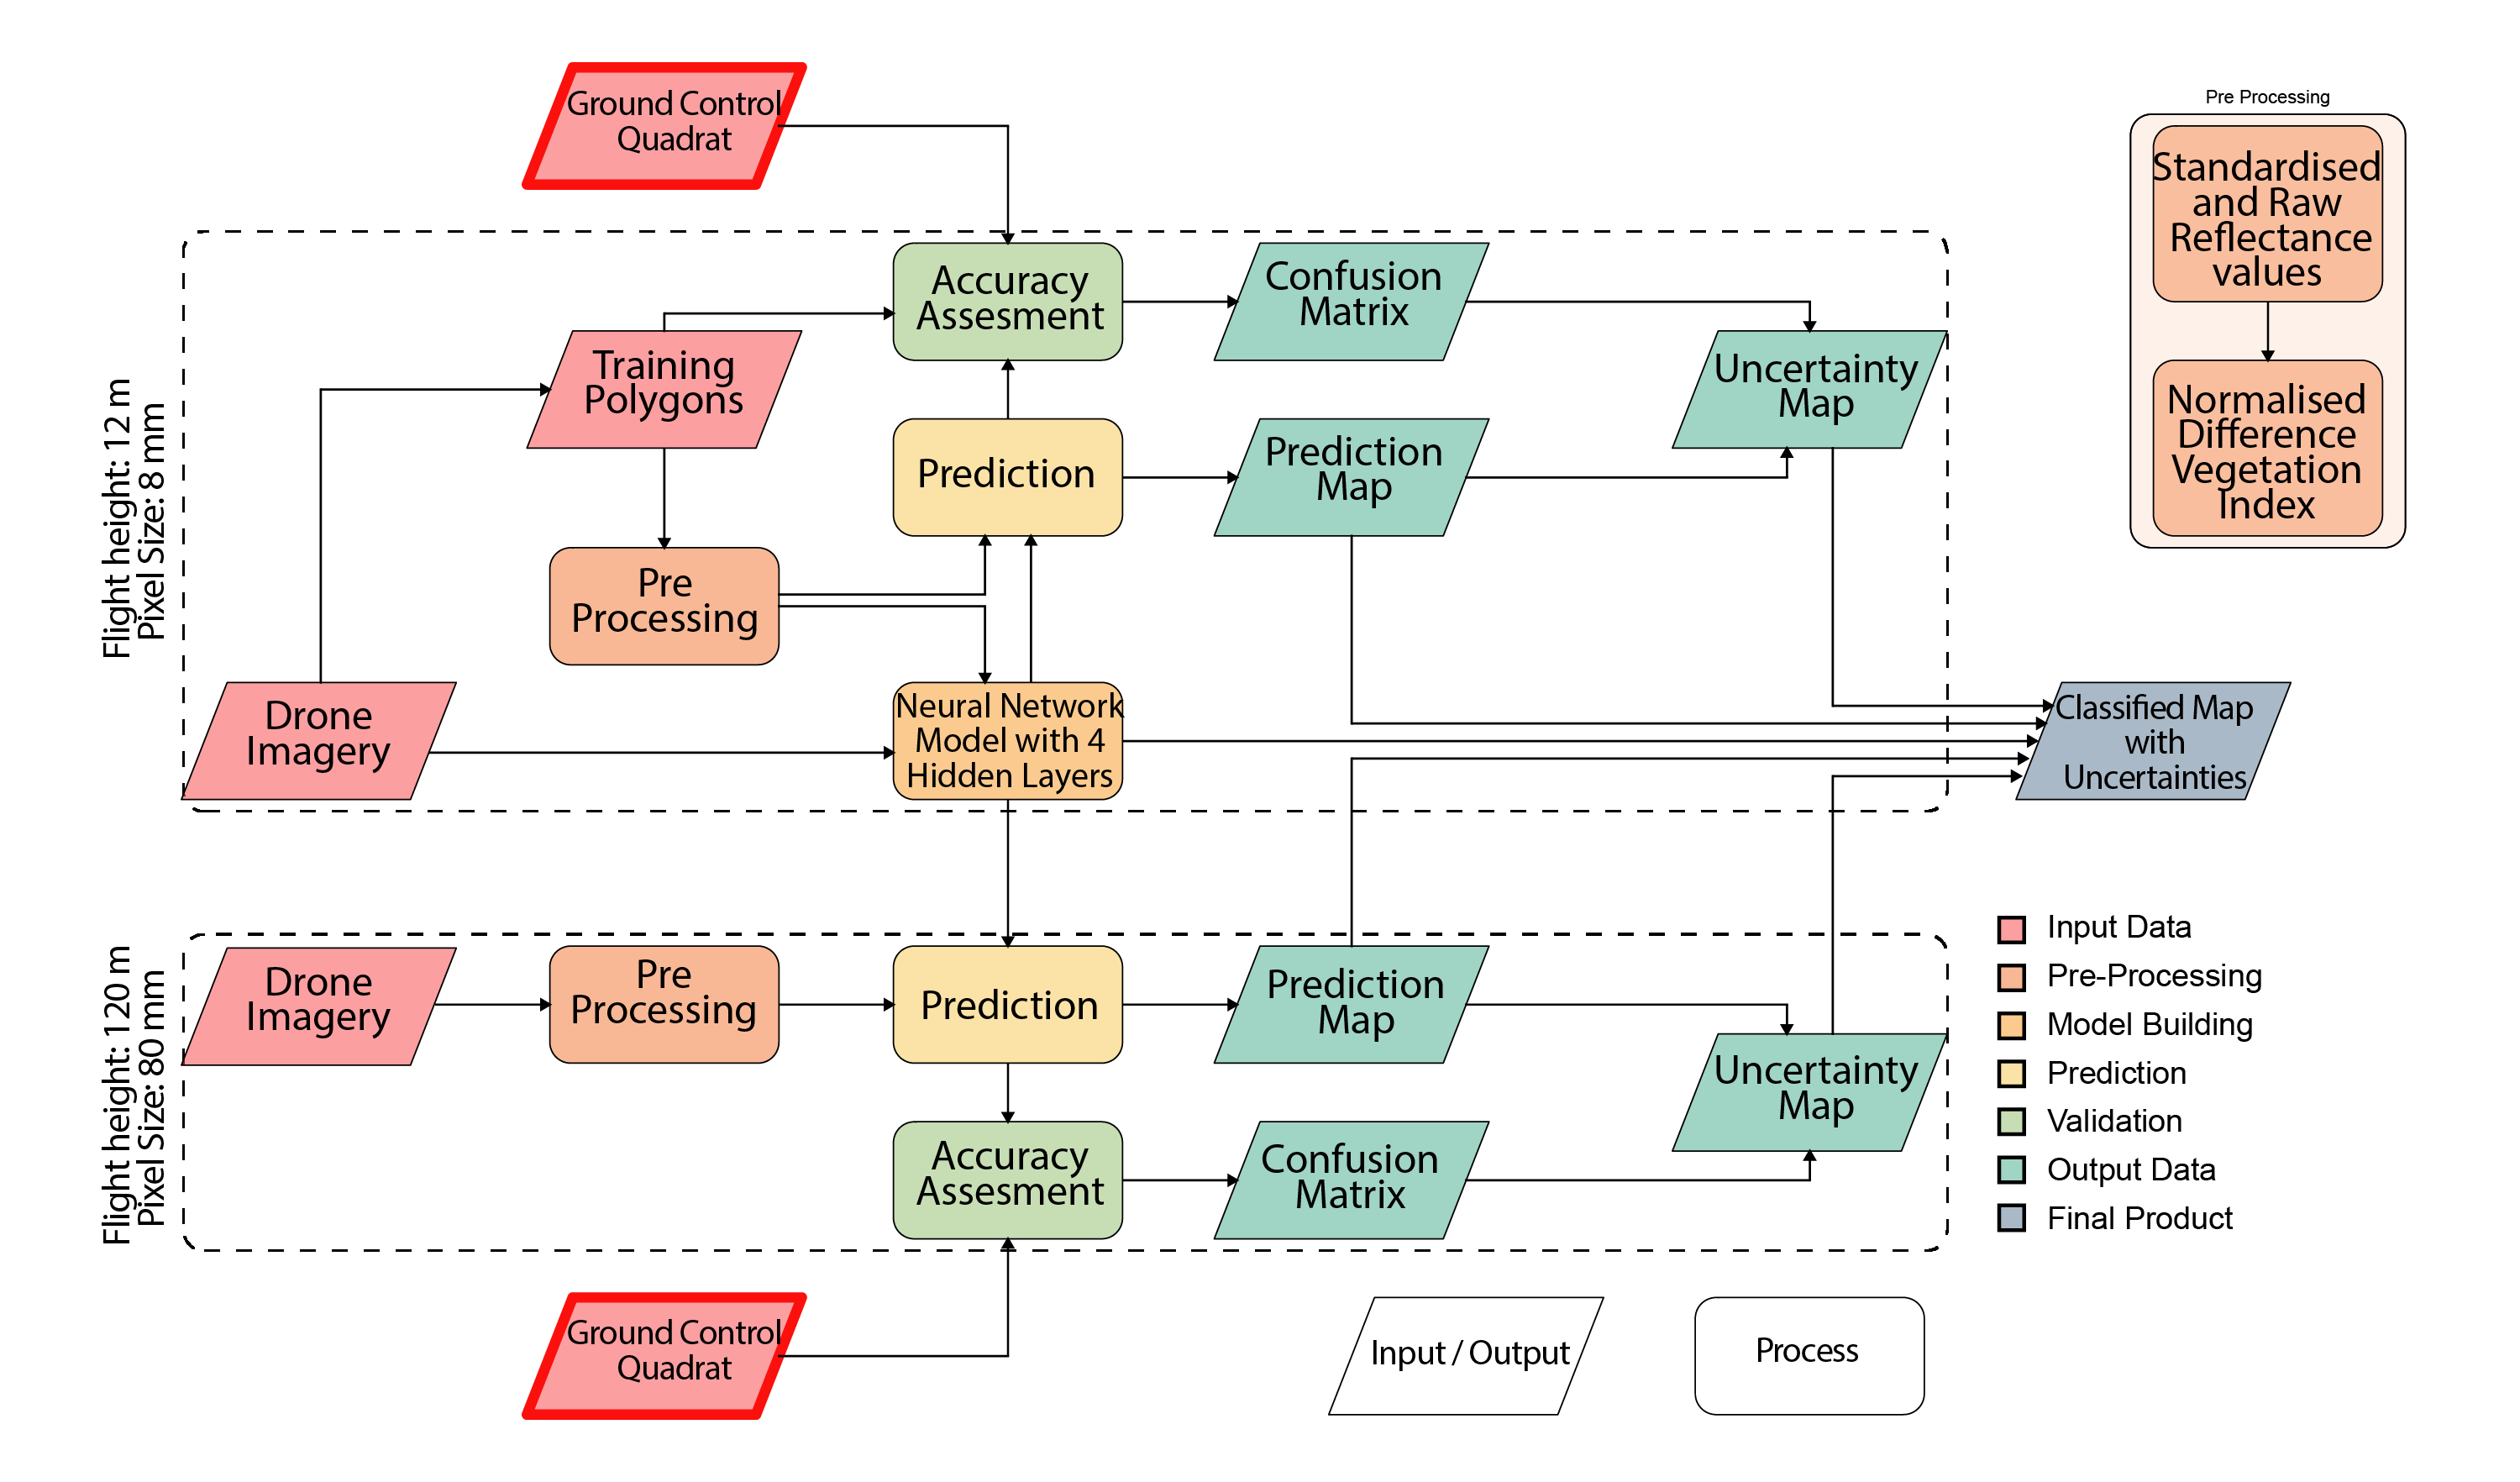 Ground Control
Quadrat
Pre Processing
Standardised
and Raw
Reflectance
values
Normalised
Difference
Vegetation
Index
Flight height: 12 m
Pixel Size: 8 mm
Accuracy
Assesment
Confusion
Matrix
Training
Polygons
Uncertainty
Map
Prediction
Prediction
Map
Pre
Processing
Drone
Imagery
Neural Network
Model with 4
Hidden Layers
Classified Map
with
Uncertainties
Flight height: 120 m
Pixel Size: 80 mm
Drone
Imagery
Pre
Processing
Prediction
Prediction
Map
Uncertainty
Map
Accuracy
Assesment
Confusion
Matrix
Input Data
Pre-Processing
Model Building
Prediction
Validation
Output Data
Final Product
Ground Control
Quadrat
Input / Output
Process